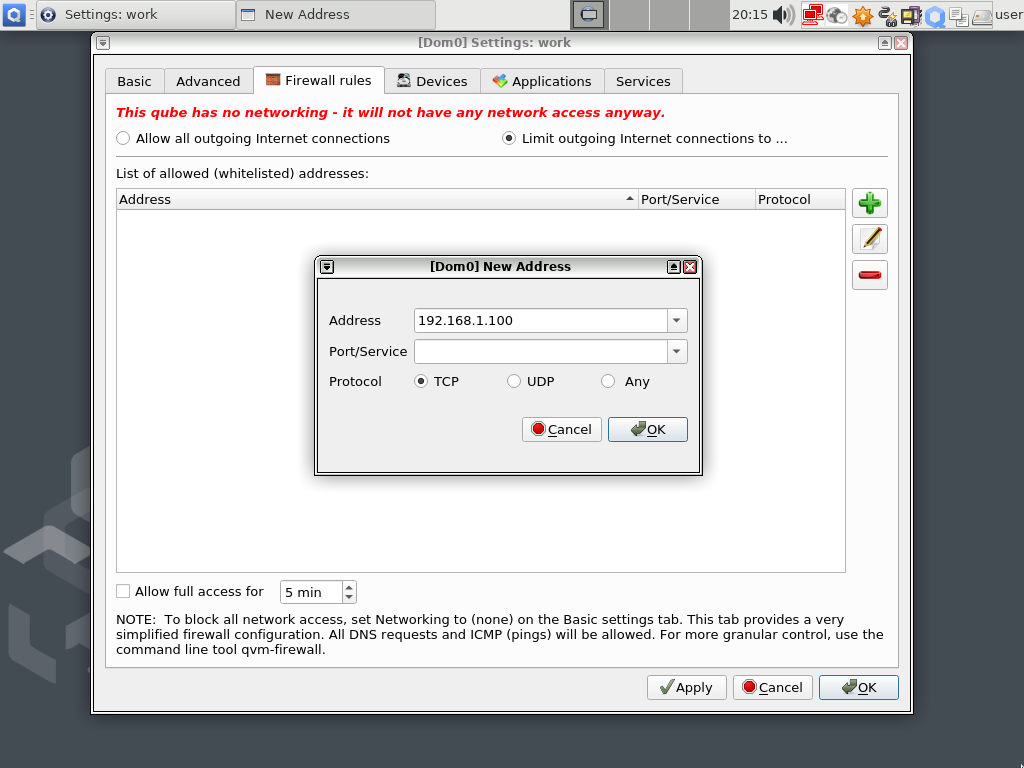 Settings: work
New Address
20:15
user
[Dom0] Settings: work
Basic
Advanced
Firewall rules
Devices
Applications
Services
This qube has no networking - it will not have any network access anyway.
Allow all outgoing Internet connections
Limit outgoing Internet connections to ...
List of allowed (whitelisted) addresses:
Address
Port/Service
Protocol
[Dom0] New Address
Address
192.168.1.100
Port/Service
Protocol
TCP
UDP
Any
Cancel
OK
Allow full access for
5 min
NOTE:  To block all network access, set Networking to (none) on the Basic settings tab. This tab provides a very
simplified firewall configuration. All DNS requests and ICMP (pings) will be allowed. For more granular control, use the
command line tool qvm-firewall.
Apply
Cancel
OK